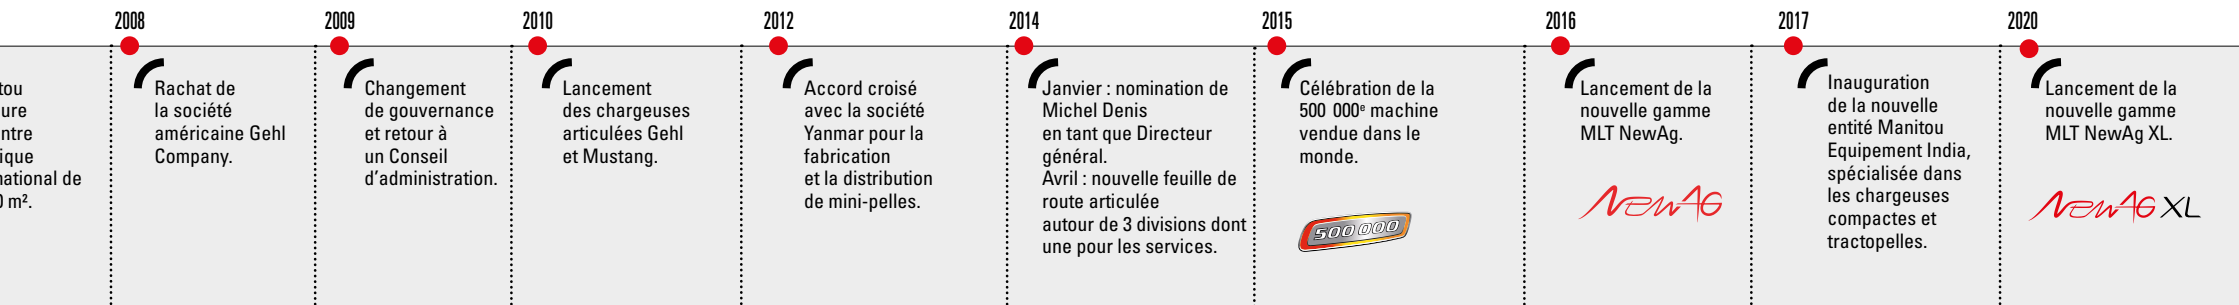 2008
2009
2010
2012
2014
2015
2016
2017
2020
national de
m².
Rachat de
la société
américaine Gehl
Company.
Changement
de gouvernance
et retour à
un Conseil
d’administration.
Lancement
des chargeuses
articulées Gehl
et Mustang.
Accord croisé
avec la société
Yanmar pour la
fabrication
et la distribution
de mini-pelles.
Janvier : nomination de
Michel Denis
en tant que Directeur
général.
Avril : nouvelle feuille de
route articulée
autour de 3 divisions dont
une pour les services.
Célébration de la
500 000e machine
vendue dans le
monde.
500 000
Lancement de la
nouvelle gamme
MLT NewAg.
NEWAG
Inauguration
de la nouvelle
entité Manitou
Equipement India,
spécialisée dans
les chargeuses
compactes et
tractopelles.
Lancement de la
nouvelle gamme
MLT NewAg XL.
NEWAG XL